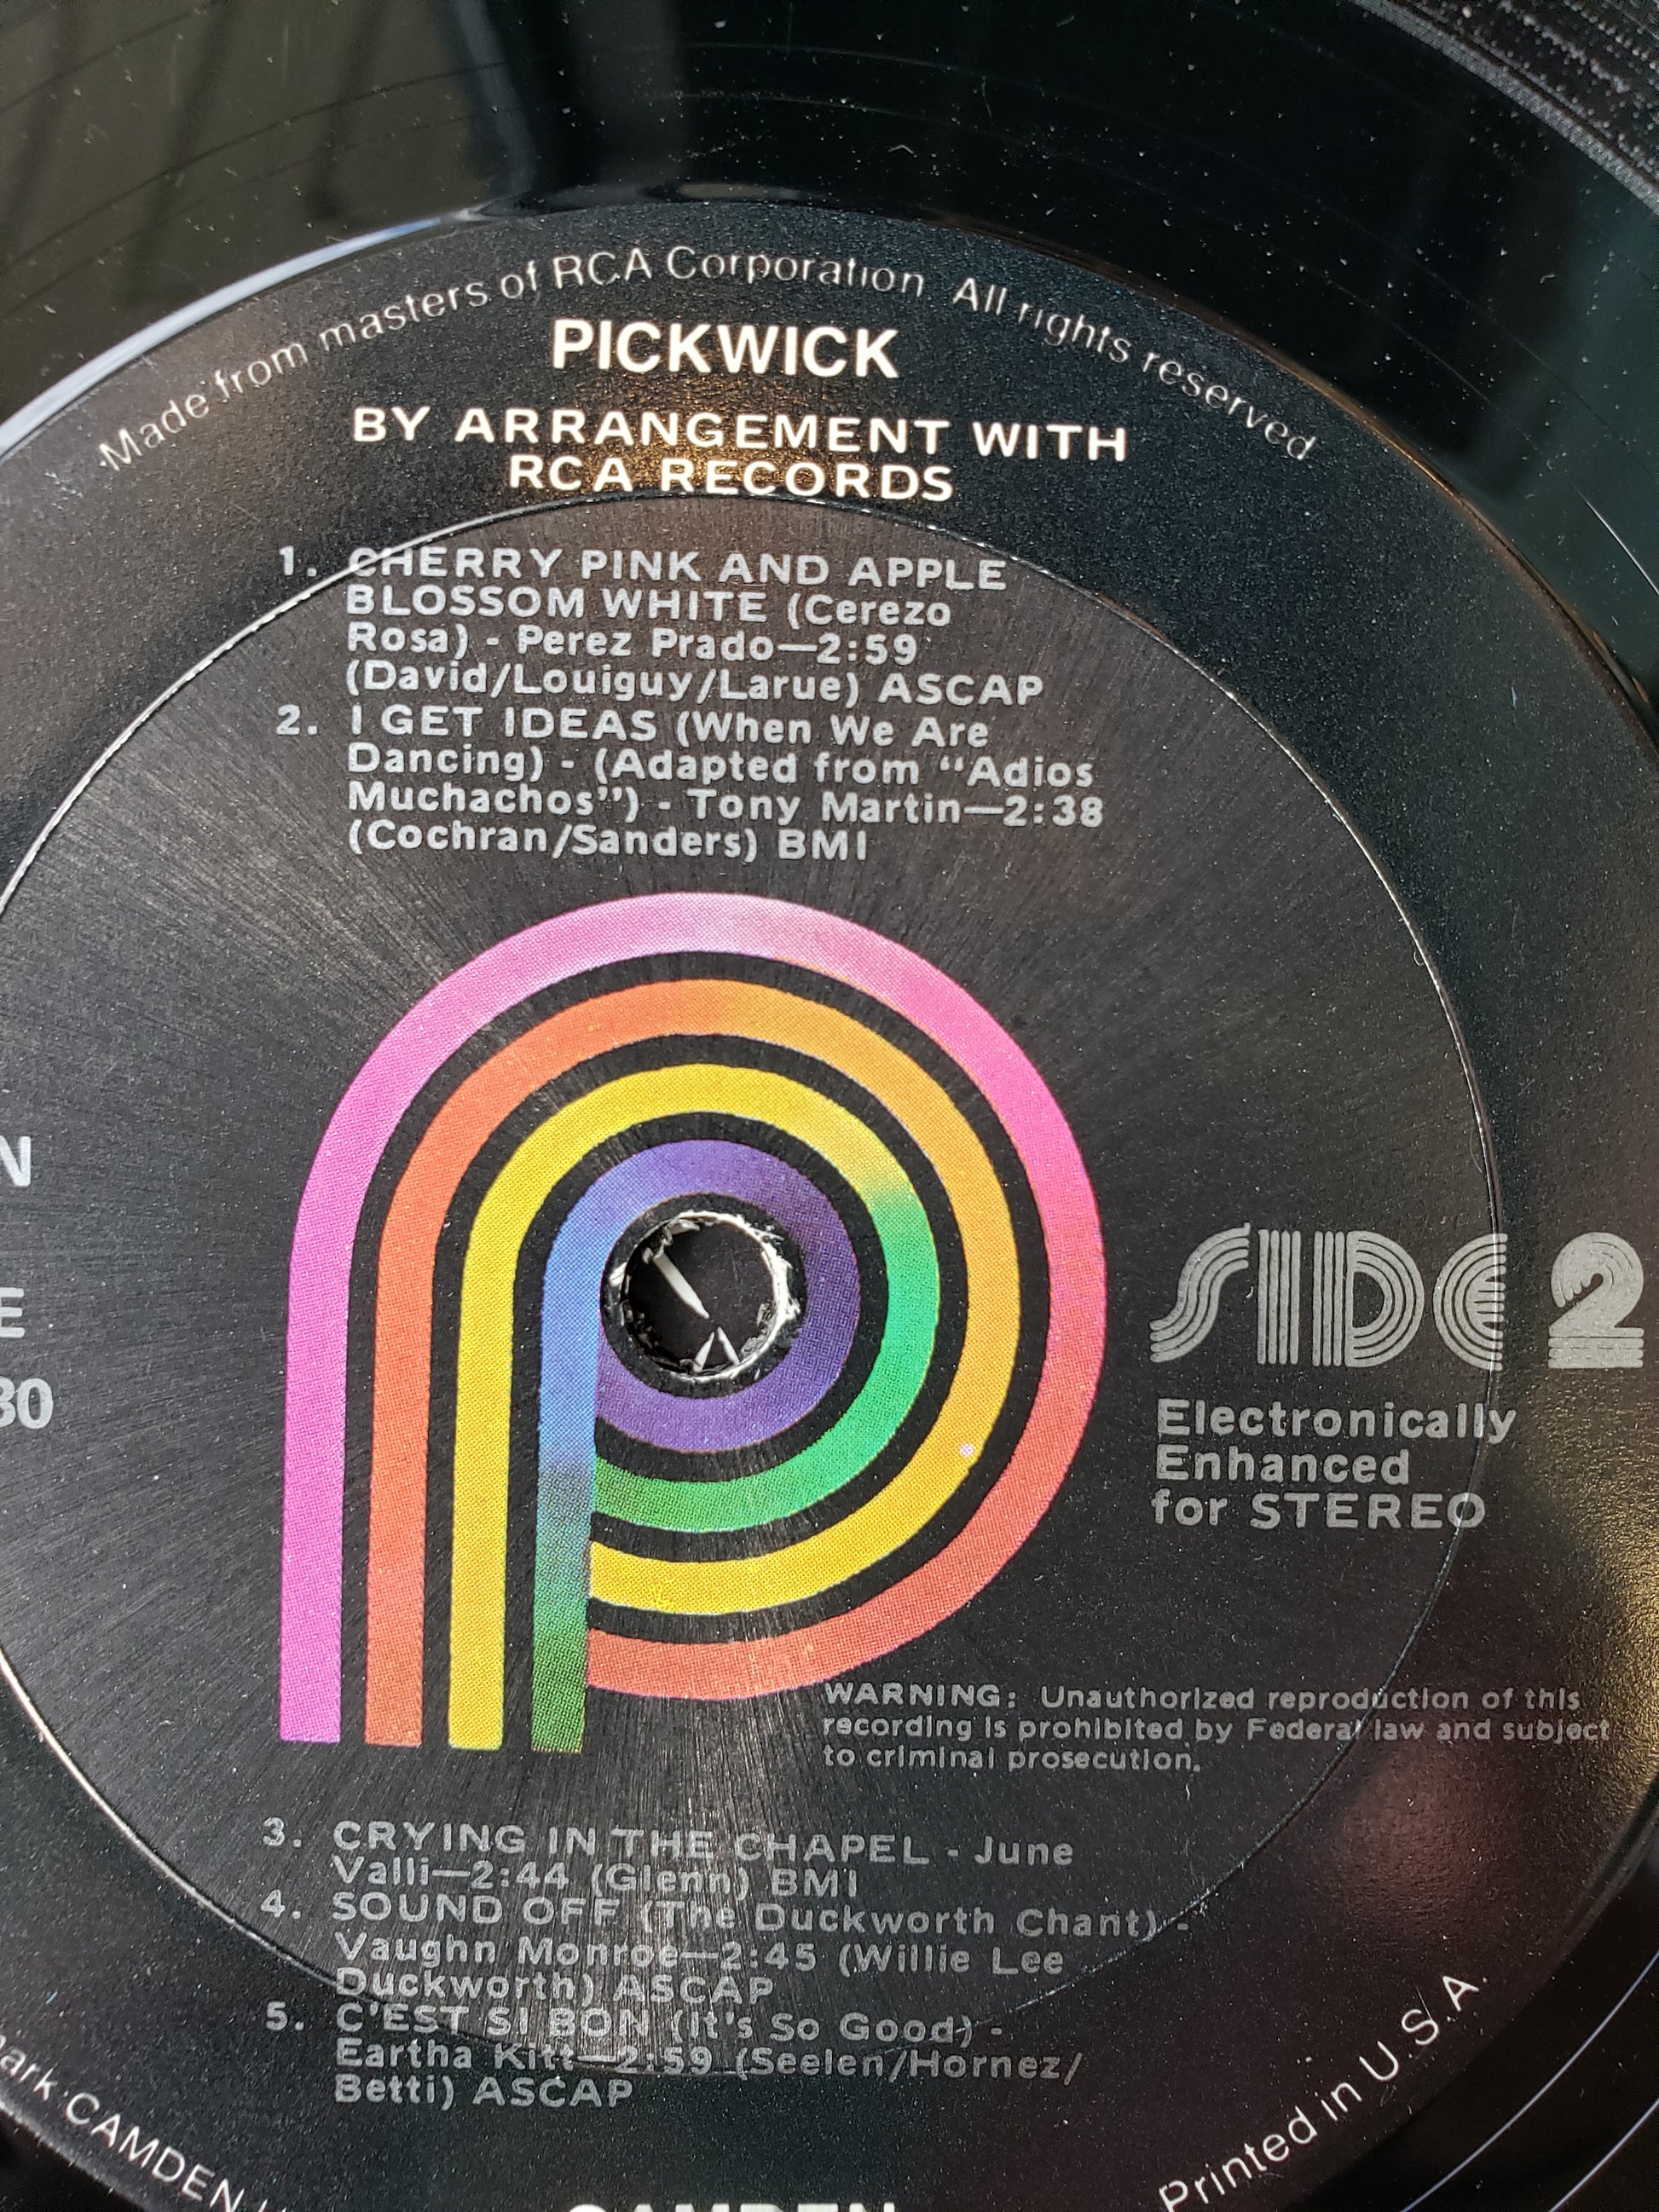 Made from masters of RCA Corporation All rights reserved
PICKWICK
BY ARRANGEMENT WITH
RCA RECORDS
1. CHERRY PINK AND APPLE
BLOSSOM WHITE (Cerezo
Rosa) - Perez Prado—2:59
(David/Louiguy/Larue) ASCAP
2. I GET IDEAS (When We Are
Dancing) - (Adapted from "Adios
Muchachos") - Tony Martin—2:38
(Cochran/Sanders) BMI
N
E
30
SIDE 2
Electronically
Enhanced
for STEREO
WARNING: Unauthorized reproduction of this
recording is prohibited by Federal law and subject
to criminal prosecution.
3. CRYING IN THE CHAPEL - June
Valli—2:44 (Glenn) BMI
4. SOUND OFF (The Duckworth Chant) -
Vaughn Monroe—2:45 (Willie Lee
Duckworth) ASCAP
5. C'EST SI BON (It's So Good) -
Eartha Kitt—2:59 (Seelen/Hornez/
Betti) ASCAP
ark CAMDEN
Printed in U.S.A.
CAMDEN